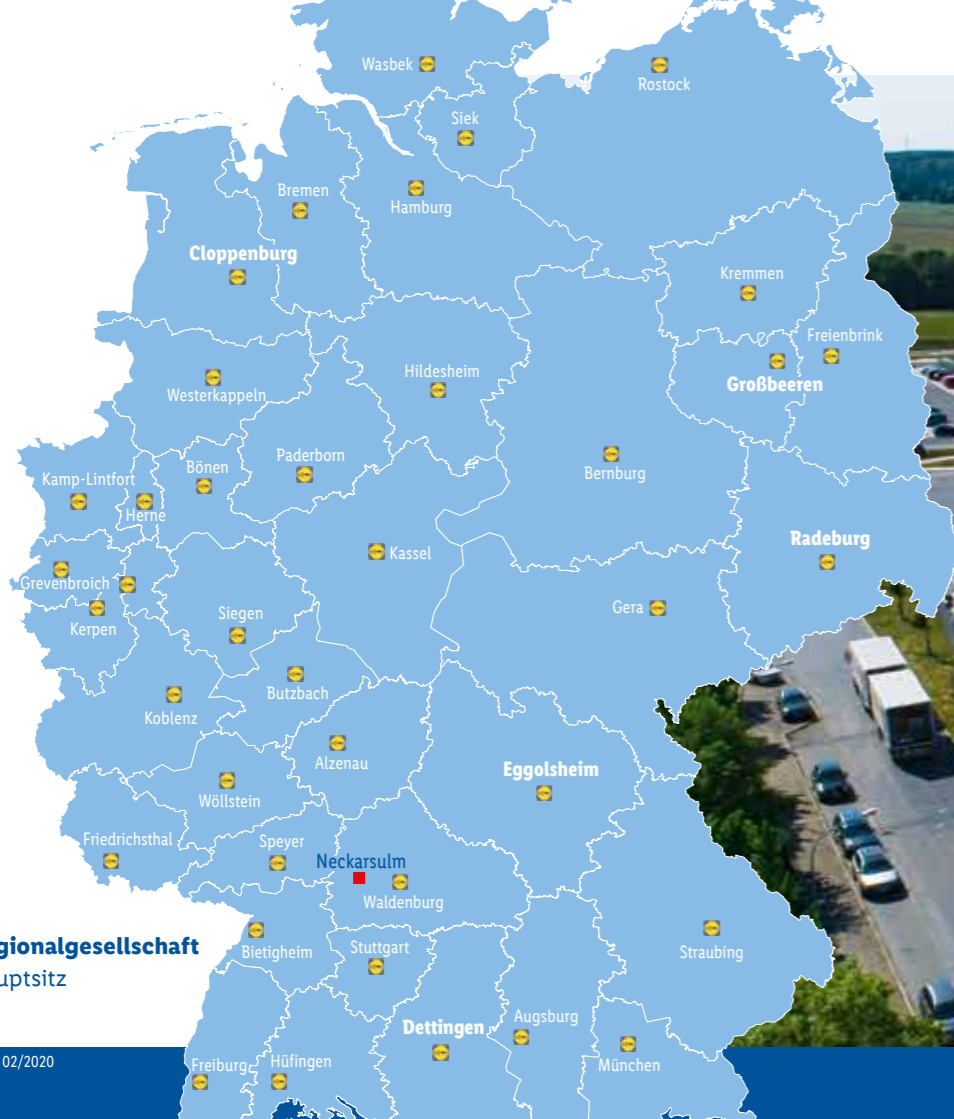 Wasbek
Rostock
Siek
Bremen
Hamburg
Cloppenburg
Kremmen
Freienbrink
Hildesheim
Großbeeren
Westerkappeln
Paderborn
Bönen
Bernburg
Kamp-Lintfort
Herne
Radeburg
Kassel
Grevenbroich
Gera
Siegen
Kerpen
Butzbach
Koblenz
Alzenau
Eggolsheim
Wöllstein
Friedrichsthal
Speyer
Neckarsulm
Waldenburg
gionalgesellschaft
Bietigheim
Stuttgart
Straubing
uptsitz
Augsburg
Dettingen
02/2020
Freiburg
Hüfingen
München